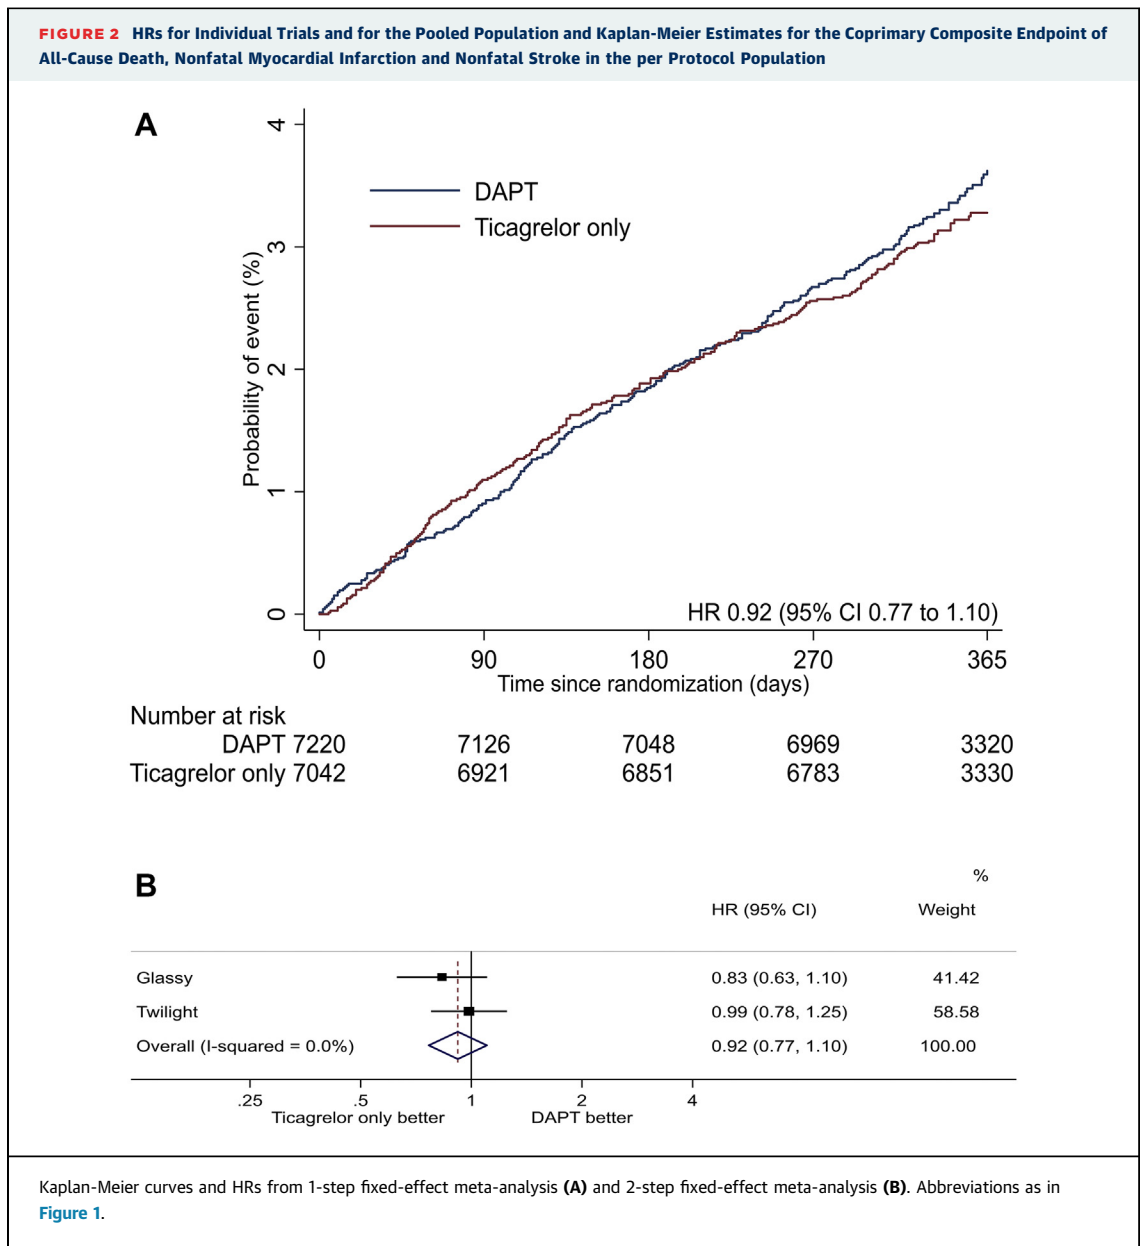 FIGURE 2 HRs for Individual Trials and for the Pooled Population and Kaplan-Meier Estimates for the Coprimary Composite Endpoint of
All-Cause Death, Nonfatal Myocardial Infarction and Nonfatal Stroke in the per Protocol Population
A
4
3
2
1
0
Probability of event (%)
DAPT
Ticagrelor only
HR 0.92 (95% CI 0.77 to 1.10)
0 90 180 270 365
Time since randomization (days)
Number at risk
DAPT 7220 7126 7048 6969 3320
Ticagrelor only 7042 6921 6851 6783 3330
B
%
HR (95% CI) Weight
Glassy 0.83 (0.63, 1.10) 41.42
Twilight 0.99 (0.78, 1.25) 58.58
Overall (I-squared = 0.0%) 0.92 (0.77, 1.10) 100.00
.25 .5 1 2 4
Ticagrelor only better DAPT better
Kaplan-Meier curves and HRs from 1-step fixed-effect meta-analysis (A) and 2-step fixed-effect meta-analysis (B). Abbreviations as in
Figure 1.